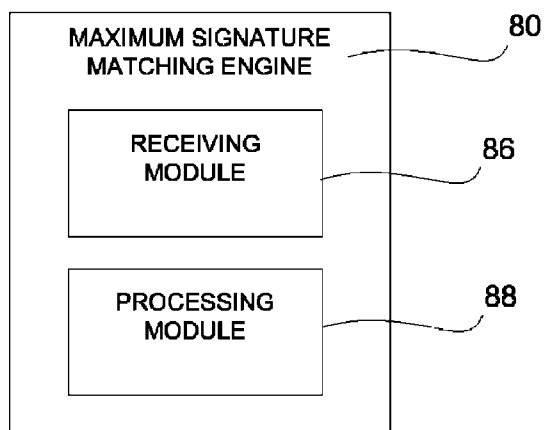 MAXIMUM SIGNATURE
MATCHING ENGINE
80
RECEIVING
MODULE
86
PROCESSING
MODULE
88